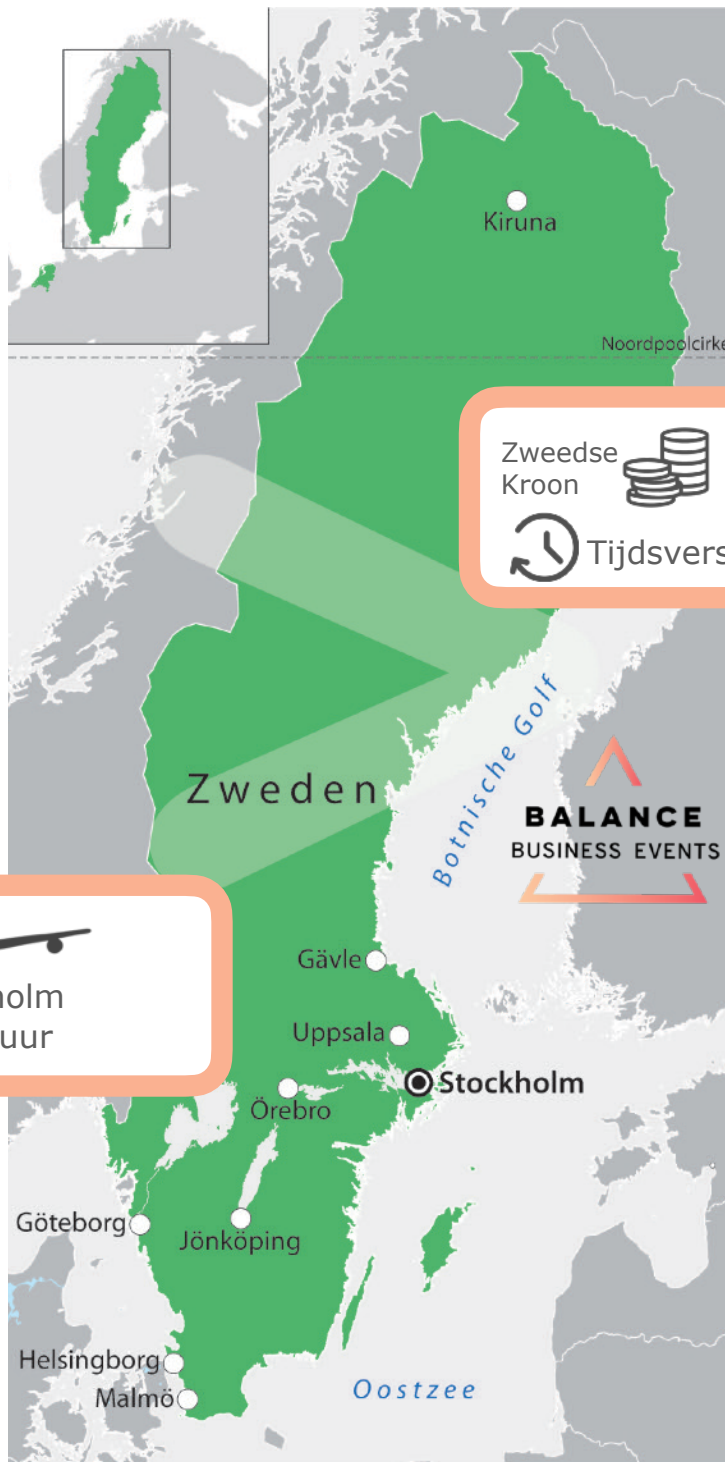 Kiruna
Noordpoolcirke
Zweedse
Kroon
Tijdsvers
Botnische Golf
Zweden
BALANCE
BUSINESS EVENTS
Gävle
holm
uur
Uppsala
Stockholm
Örebro
Göteborg
Jönköping
Helsingborg
Malmö
Oostzee